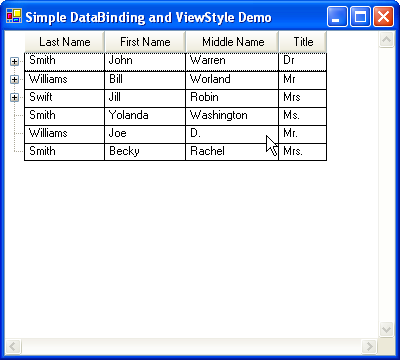 Simple DataBinding and ViewStyle Demo
Last Name First Name Middle Name Title
Smith John Warren Dr
Williams Bill Worland Mr
Swift Jill Robin Mrs
Smith Yolanda Washington Ms.
Williams Joe D. Mr.
Smith Becky Rachel Mrs.